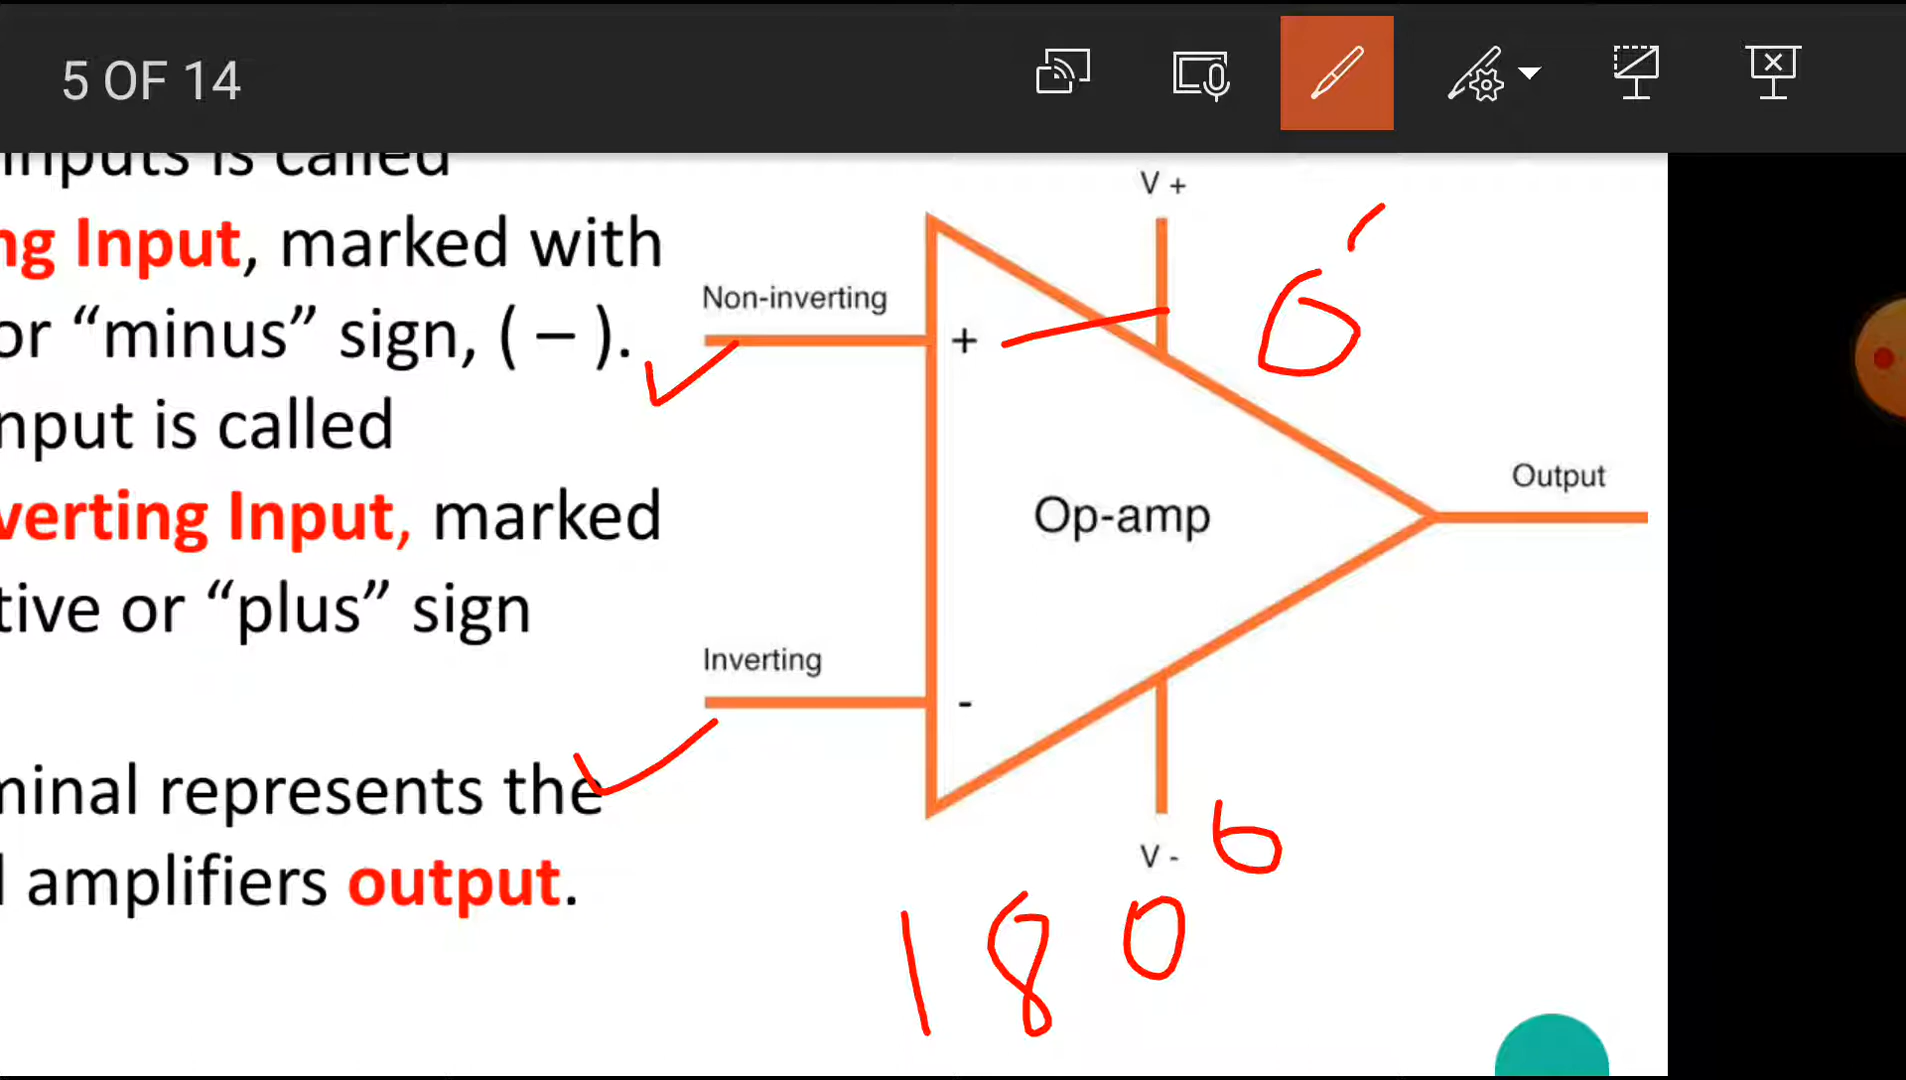 5 OF 14
inputs is called
ng Input, marked with
or “minus” sign, ( – ).
nput is called
verting Input, marked
tive or “plus” sign
minal represents the
l amplifiers output.
V +
Non-inverting
+
Op-amp
Output
Inverting
-
V -
6
180